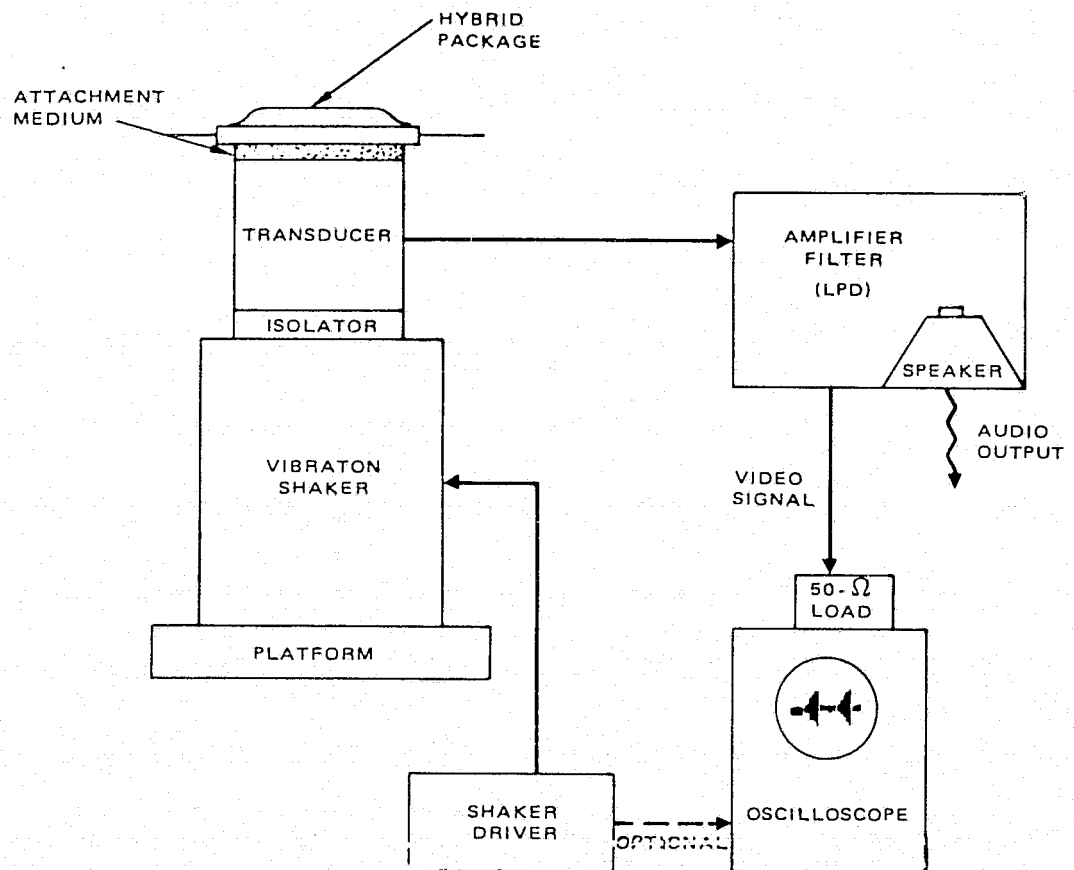 HYBRID
PACKAGE
ATTACHMENT
MEDIUM
TRANSDUCER
AMPLIFIER
FILTER
(LPD)
ISOLATOR
SPEAKER
VIBRATON
SHAKER
AUDIO
OUTPUT
VIDEO
SIGNAL
50-Ω
LOAD
PLATFORM
SHAKER
DRIVER
OPTIONAL
OSCILLOSCOPE